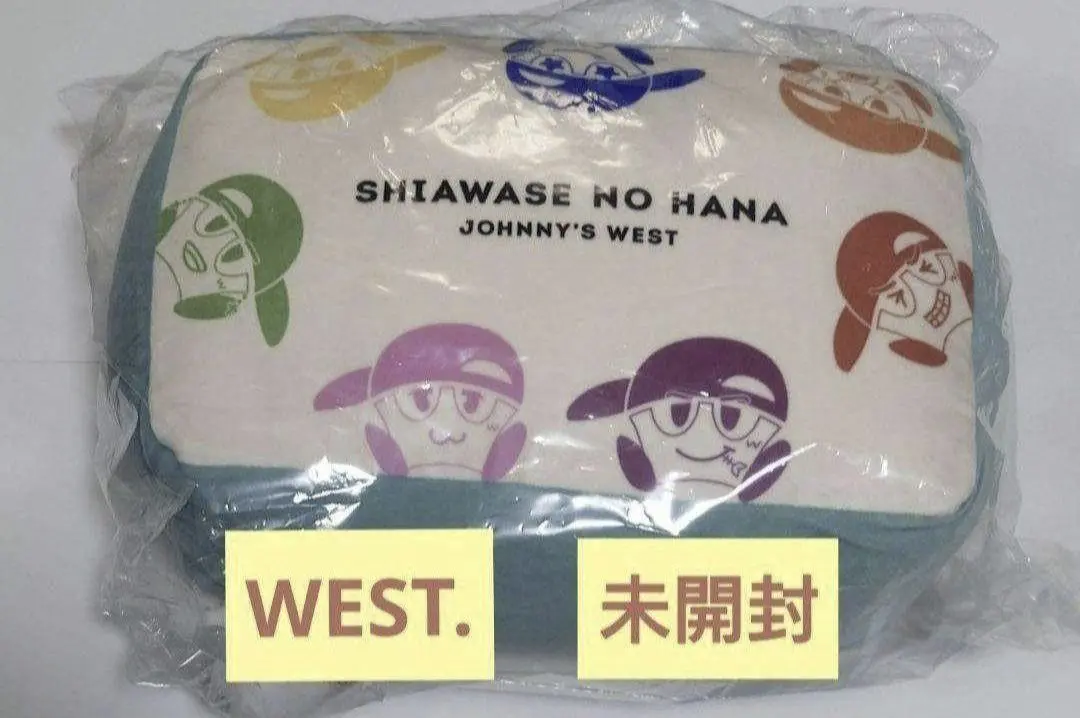 SHIAWASE NO HANA
JOHNNY'S WEST
WEST.
未開封